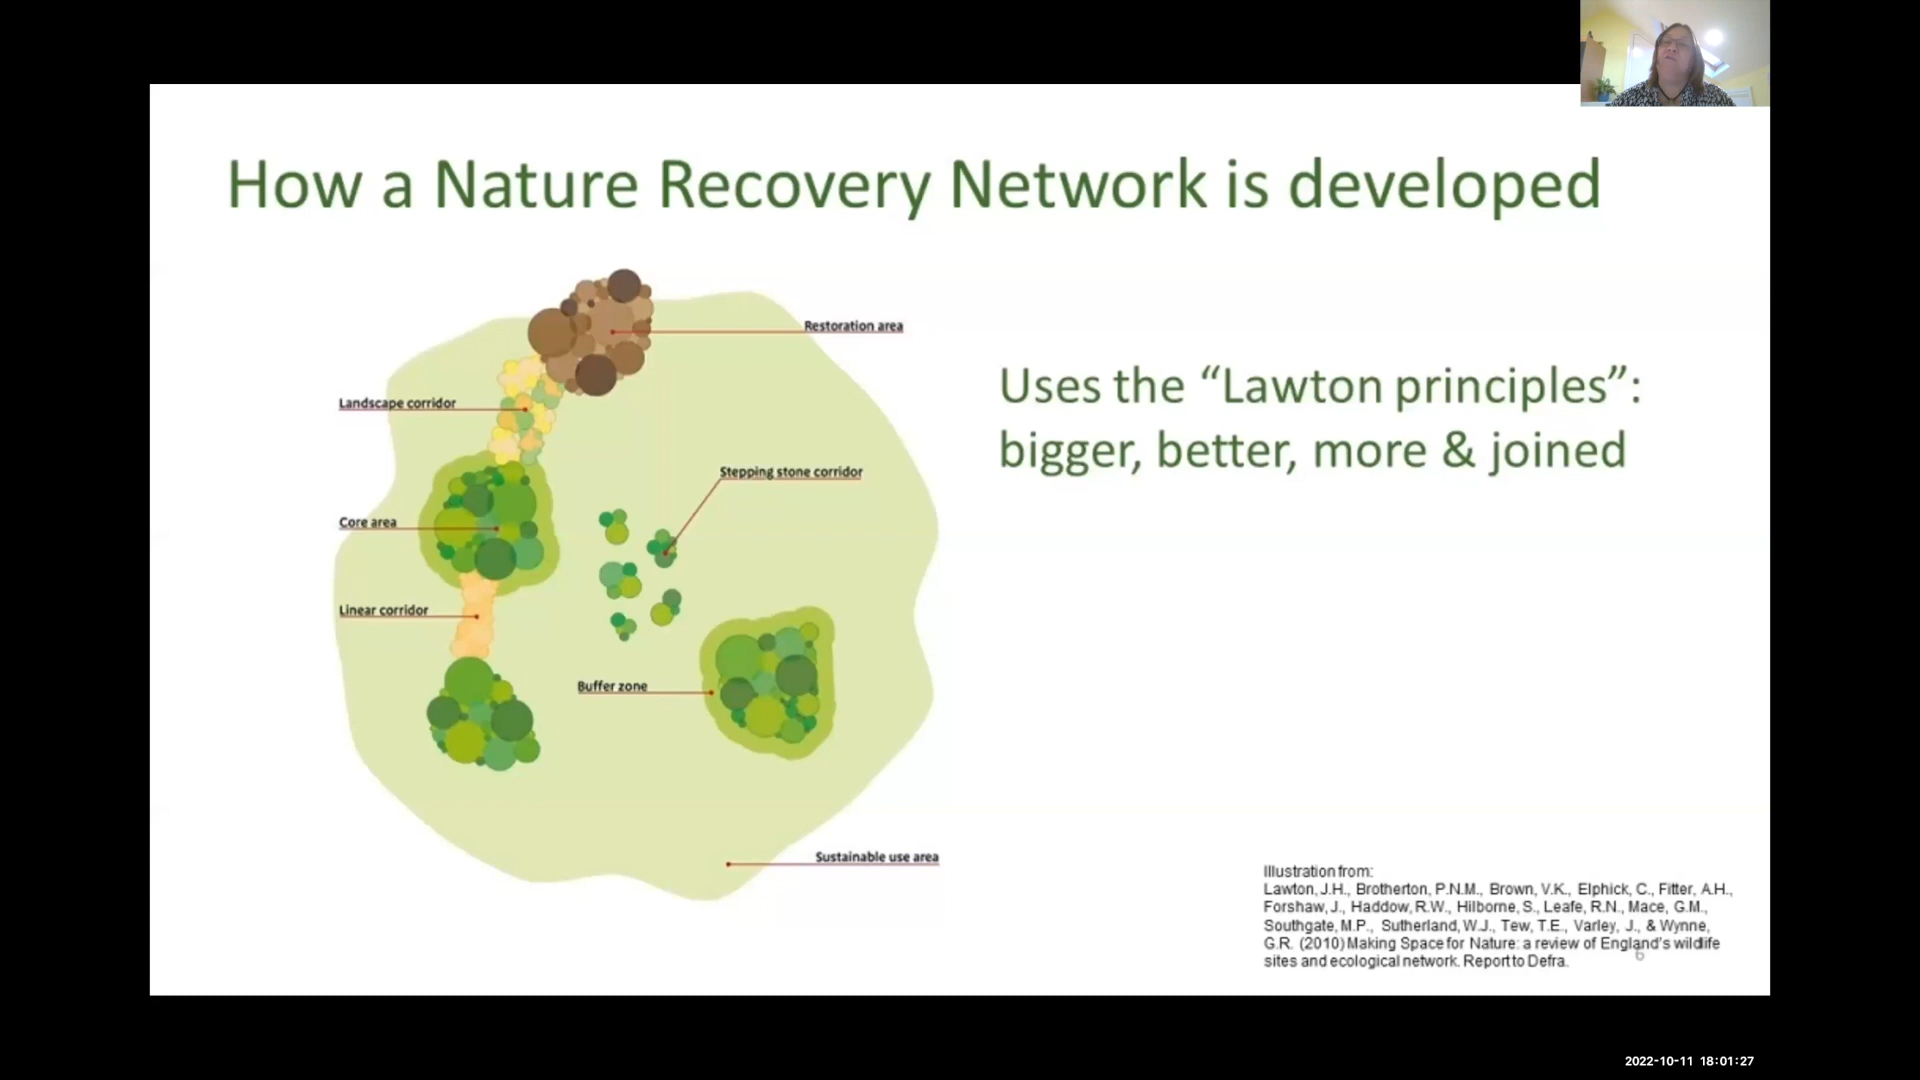 How a Nature Recovery Network is developed
Restoration area
Landscape corridor
Stepping stone corridor
Core area
Linear corridor
Buffer zone
Sustainable use area
Uses the “Lawton principles”:
bigger, better, more & joined
Illustration from:
Lawton, J.H., Brotherton, P.N.M., Brown, V.K., Elphick, C., Fitter, A.H.,
Forshaw, J., Haddow, R.W., Hilborne, S., Leafe, R.N., Mace, G.M.,
Southgate, M.P., Sutherland, W.J., Tew, T.E., Varley, J., & Wynne,
G.R. (2010) Making Space for Nature: a review of England's wildlife
sites and ecological network. Report to Defra.
6
2022-10-11 18:01:27